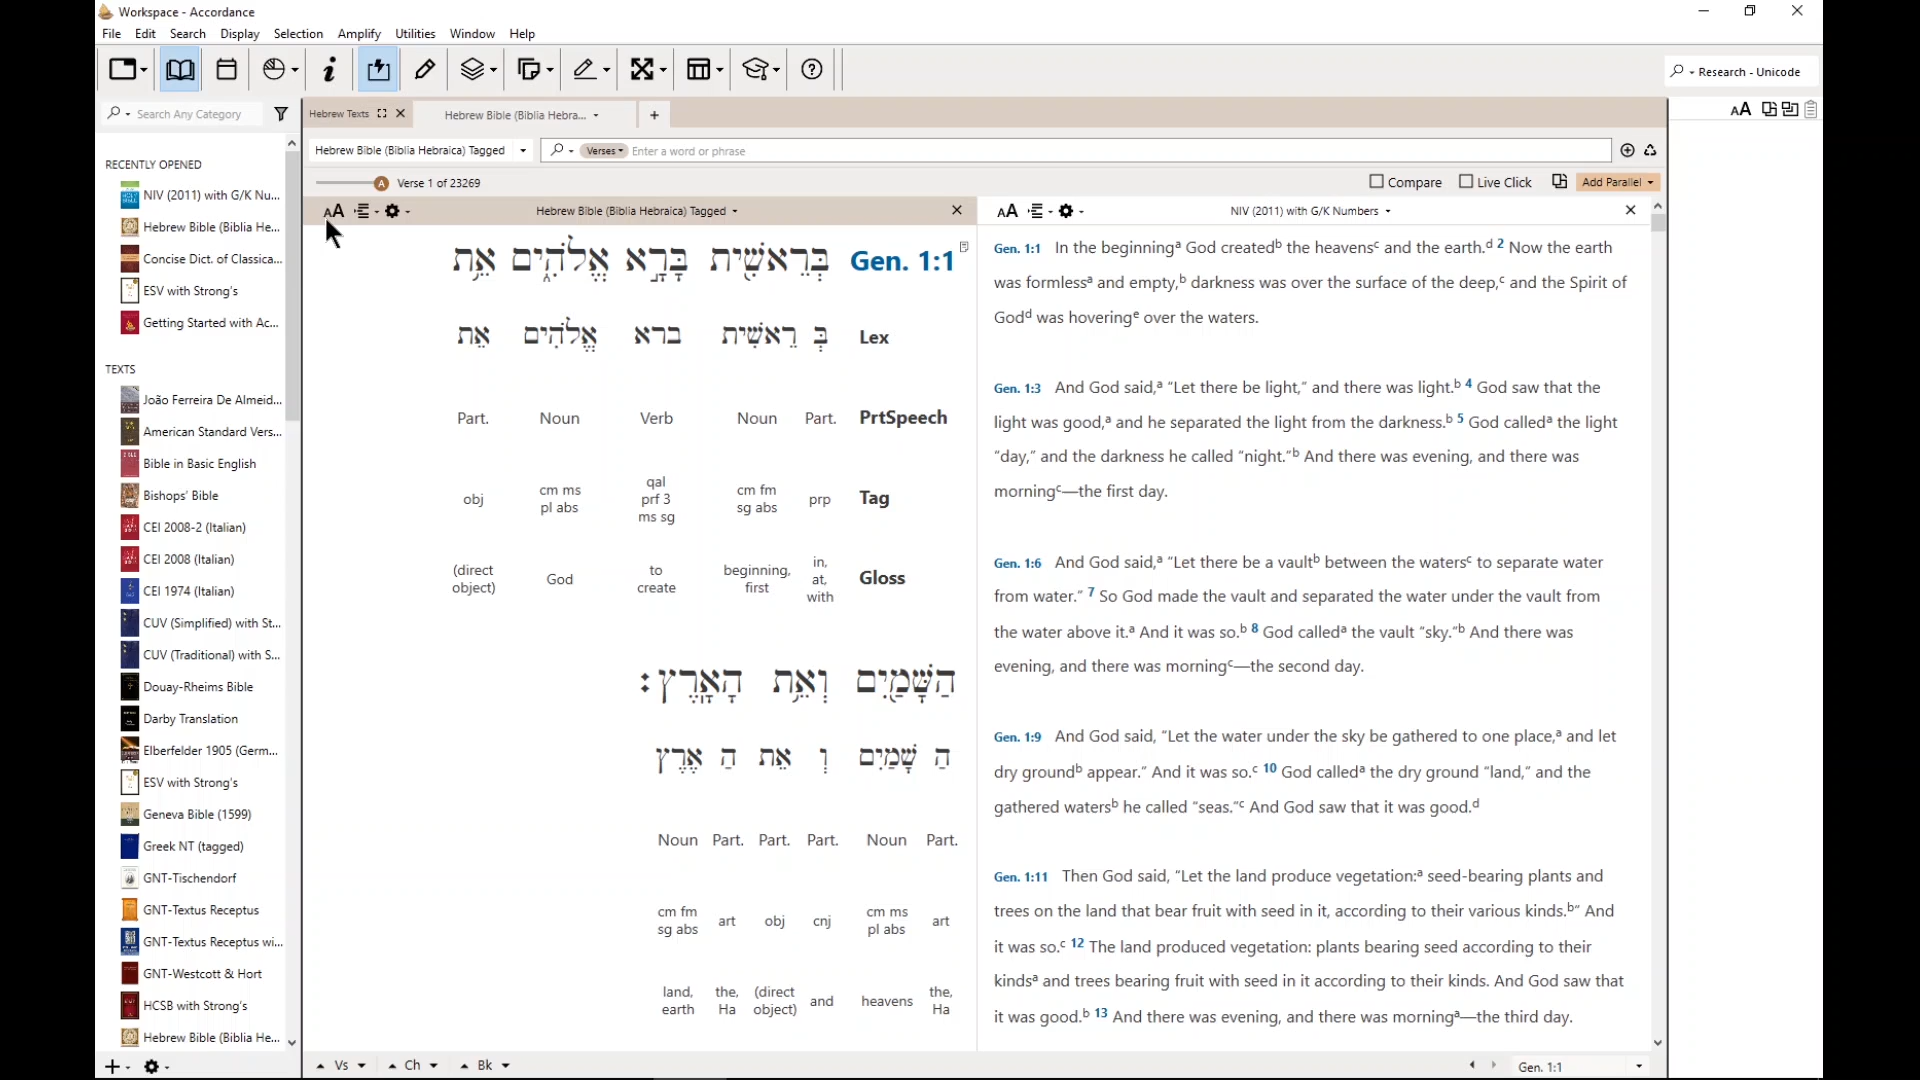 Workspace - Accordance
File Edit Search Display Selection Amplify Utilities Window Help
Research - Unicode
Search Any Category
RECENTLY OPENED
NIV (2011) with G/K Nu...
Hebrew Bible (Biblia He...
Concise Dict. of Classica...
ESV with Strong's
Getting Started with Ac...
TEXTS
João Ferreira De Almeid...
American Standard Vers...
Bible in Basic English
Bishops' Bible
CEI 2008-2 (Italian)
CEI 2008 (Italian)
CEI 1974 (Italian)
CUV (Simplified) with St...
CUV (Traditional) with S...
Douay-Rheims Bible
Darby Translation
Elberfelder 1905 (Germ...
ESV with Strong's
Geneva Bible (1599)
Greek NT (tagged)
GNT-Tischendorf
GNT-Textus Receptus
GNT-Textus Receptus wi...
GNT-Westcott & Hort
HCSB with Strong's
Hebrew Bible (Biblia He...
Hebrew Texts
Hebrew Bible (Biblia Hebra...
Hebrew Bible (Biblia Hebraica) Tagged
Verses Enter a word or phrase
A Verse 1 of 23269
Compare Live Click Add Parallel
AA Hebrew Bible (Biblia Hebraica) Tagged
Gen. 1:1 בְּרֵאשִׁ֖ית בָּרָ֣א אֱלֹהִ֑ים אֵ֥ת
Lex בְּ רֵאשִׁית ברא אֱלֹהִים אֵת
PrtSpeech Part. Noun Verb Noun Part.
Tag prp cm fm sg abs qal prf 3 ms sg cm ms pl abs obj
Gloss in, at, with beginning, first to create God (direct object)
הַשָּׁמַ֖יִם וְאֵ֥ת הָאָֽרֶץ׃
הַ שָׁמַיִם וְ אֵת הַ אֶרֶץ
Part. Noun Part. Part. Part. Noun
art cm ms pl abs cnj obj art cm fm sg abs
the, Ha heavens and (direct object) the, Ha land, earth
AA NIV (2011) with G/K Numbers
Gen. 1:1 In the beginningᵃ God createdᵇ the heavensᶜ and the earth.ᵈ 2 Now the earth
was formlessᵃ and empty,ᵇ darkness was over the surface of the deep,ᶜ and the Spirit of
Godᵈ was hoveringᵉ over the waters.
Gen. 1:3 And God said,ᵃ “Let there be light,” and there was light.ᵇ 4 God saw that the
light was good,ᵃ and he separated the light from the darkness.ᵇ 5 God calledᵃ the light
“day,” and the darkness he called “night.”ᵇ And there was evening, and there was
morningᶜ—the first day.
Gen. 1:6 And God said,ᵃ “Let there be a vaultᵇ between the watersᶜ to separate water
from water.” 7 So God made the vault and separated the water under the vault from
the water above it.ᵃ And it was so.ᵇ 8 God calledᵃ the vault “sky.”ᵇ And there was
evening, and there was morningᶜ—the second day.
Gen. 1:9 And God said, “Let the water under the sky be gathered to one place,ᵃ and let
dry groundᵇ appear.” And it was so.ᶜ 10 God calledᵃ the dry ground “land,” and the
gathered watersᵇ he called “seas.”ᶜ And God saw that it was good.ᵈ
Gen. 1:11 Then God said, “Let the land produce vegetation:ᵃ seed-bearing plants and
trees on the land that bear fruit with seed in it, according to their various kinds.ᵇ” And
it was so.ᶜ 12 The land produced vegetation: plants bearing seed according to their
kindsᵃ and trees bearing fruit with seed in it according to their kinds. And God saw that
it was good.ᵇ 13 And there was evening, and there was morningᵃ—the third day.
Vs Ch Bk
Gen. 1:1
AA